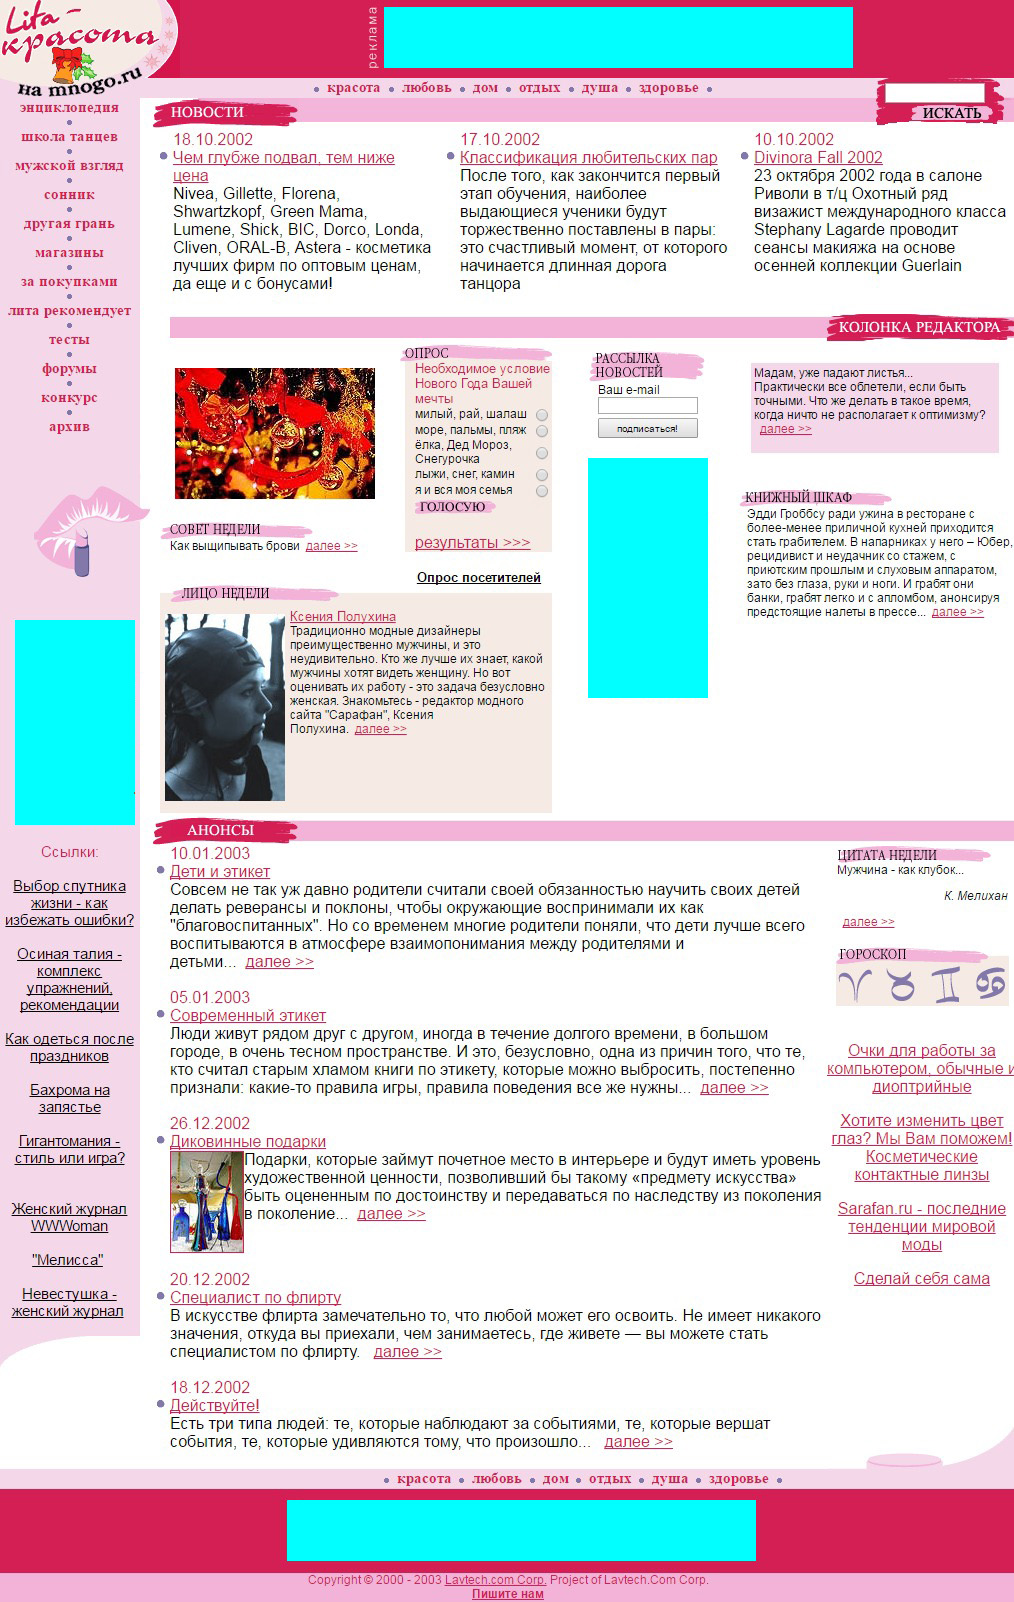 Lita -
красота
на mnogo.ru
реклама
красота любовь дом отдых душа здоровье
ИСКАТЬ
энциклопедия
школа танцев
мужской взгляд
сонник
другая грань
магазины
за покупками
лита рекомендует
тесты
форумы
конкурс
архив
НОВОСТИ
18.10.2002
Чем глубже подвал, тем ниже
цена
Nivea, Gillette, Florena,
Shwartzkopf, Green Mama,
Lumene, Shick, BIC, Dorco, Londa,
Cliven, ORAL-B, Astera - косметика
лучших фирм по оптовым ценам,
да еще и с бонусами!
17.10.2002
Классификация любительских пар
После того, как закончится первый
этап обучения, наиболее
выдающиеся ученики будут
торжественно поставлены в пары:
это счастливый момент, от которого
начинается длинная дорога
танцора
10.10.2002
Divinora Fall 2002
23 октября 2002 года в салоне
Риволи в т/ц Охотный ряд
визажист международного класса
Stephany Lagarde проводит
сеансы макияжа на основе
осенней коллекции Guerlain
КОЛОНКА РЕДАКТОРА
СОВЕТ НЕДЕЛИ
Как выщипывать брови далее >>
ОПРОС
Необходимое условие
Нового Года Вашей
мечты
милый, рай, шалаш
море, пальмы, пляж
ёлка, Дед Мороз,
Снегурочка
лыжи, снег, камин
я и вся моя семья
ГОЛОСУЮ
результаты >>>
Опрос посетителей
РАССЫЛКА
НОВОСТЕЙ
Ваш e-mail
подписаться!
Мадам, уже падают листья...
Практически все облетели, если быть
точными. Что же делать в такое время,
когда ничто не располагает к оптимизму?
далее >>
КНИЖНЫЙ ШКАФ
Эдди Гроббсу ради ужина в ресторане с
более-менее приличной кухней приходится
стать грабителем. В напарниках у него – Юбер,
рецидивист и неудачник со стажем, с
приютским прошлым и слуховым аппаратом,
зато без глаза, руки и ноги. И грабят они
банки, грабят легко и с апломбом, анонсируя
предстоящие налеты в прессе... далее >>
ЛИЦО НЕДЕЛИ
Ксения Полухина
Традиционно модные дизайнеры
преимущественно мужчины, и это
неудивительно. Кто же лучше их знает, какой
мужчины хотят видеть женщину. Но вот
оценивать их работу - это задача безусловно
женская. Знакомьтесь - редактор модного
сайта "Сарафан", Ксения
Полухина. далее >>
Ссылки:
Выбор спутника
жизни - как
избежать ошибки?
Осиная талия -
комплекс
упражнений,
рекомендации
Как одеться после
праздников
Бахрома на
запястье
Гигантомания -
стиль или игра?
Женский журнал
WWWoman
"Мелисса"
Невестушка -
женский журнал
АНОНСЫ
10.01.2003
Дети и этикет
Совсем не так уж давно родители считали своей обязанностью научить своих детей
делать реверансы и поклоны, чтобы окружающие воспринимали их как
"благовоспитанных". Но со временем многие родители поняли, что дети лучше всего
воспитываются в атмосфере взаимопонимания между родителями и
детьми... далее >>
05.01.2003
Современный этикет
Люди живут рядом друг с другом, иногда в течение долгого времени, в большом
городе, в очень тесном пространстве. И это, безусловно, одна из причин того, что те,
кто считал старым хламом книги по этикету, которые можно выбросить, постепенно
признали: какие-то правила игры, правила поведения все же нужны... далее >>
26.12.2002
Диковинные подарки
Подарки, которые займут почетное место в интерьере и будут иметь уровень
художественной ценности, позволивший бы такому «предмету искусства»
быть оцененным по достоинству и передаваться по наследству из поколения
в поколение... далее >>
20.12.2002
Специалист по флирту
В искусстве флирта замечательно то, что любой может его освоить. Не имеет никакого
значения, откуда вы приехали, чем занимаетесь, где живете — вы можете стать
специалистом по флирту. далее >>
18.12.2002
Действуйте!
Есть три типа людей: те, которые наблюдают за событиями, те, которые вершат
события, те, которые удивляются тому, что произошло... далее >>
ЦИТАТА НЕДЕЛИ
Мужчина - как клубок...
К. Мелихан
далее >>
ГОРОСКОП
Очки для работы за
компьютером, обычные и
диоптрийные
Хотите изменить цвет
глаз? Мы Вам поможем!
Косметические
контактные линзы
Sarafan.ru - последние
тенденции мировой
моды
Сделай себя сама
красота любовь дом отдых душа здоровье
Copyright © 2000 - 2003 Lavtech.com Corp. Project of Lavtech.Com Corp.
Пишите нам